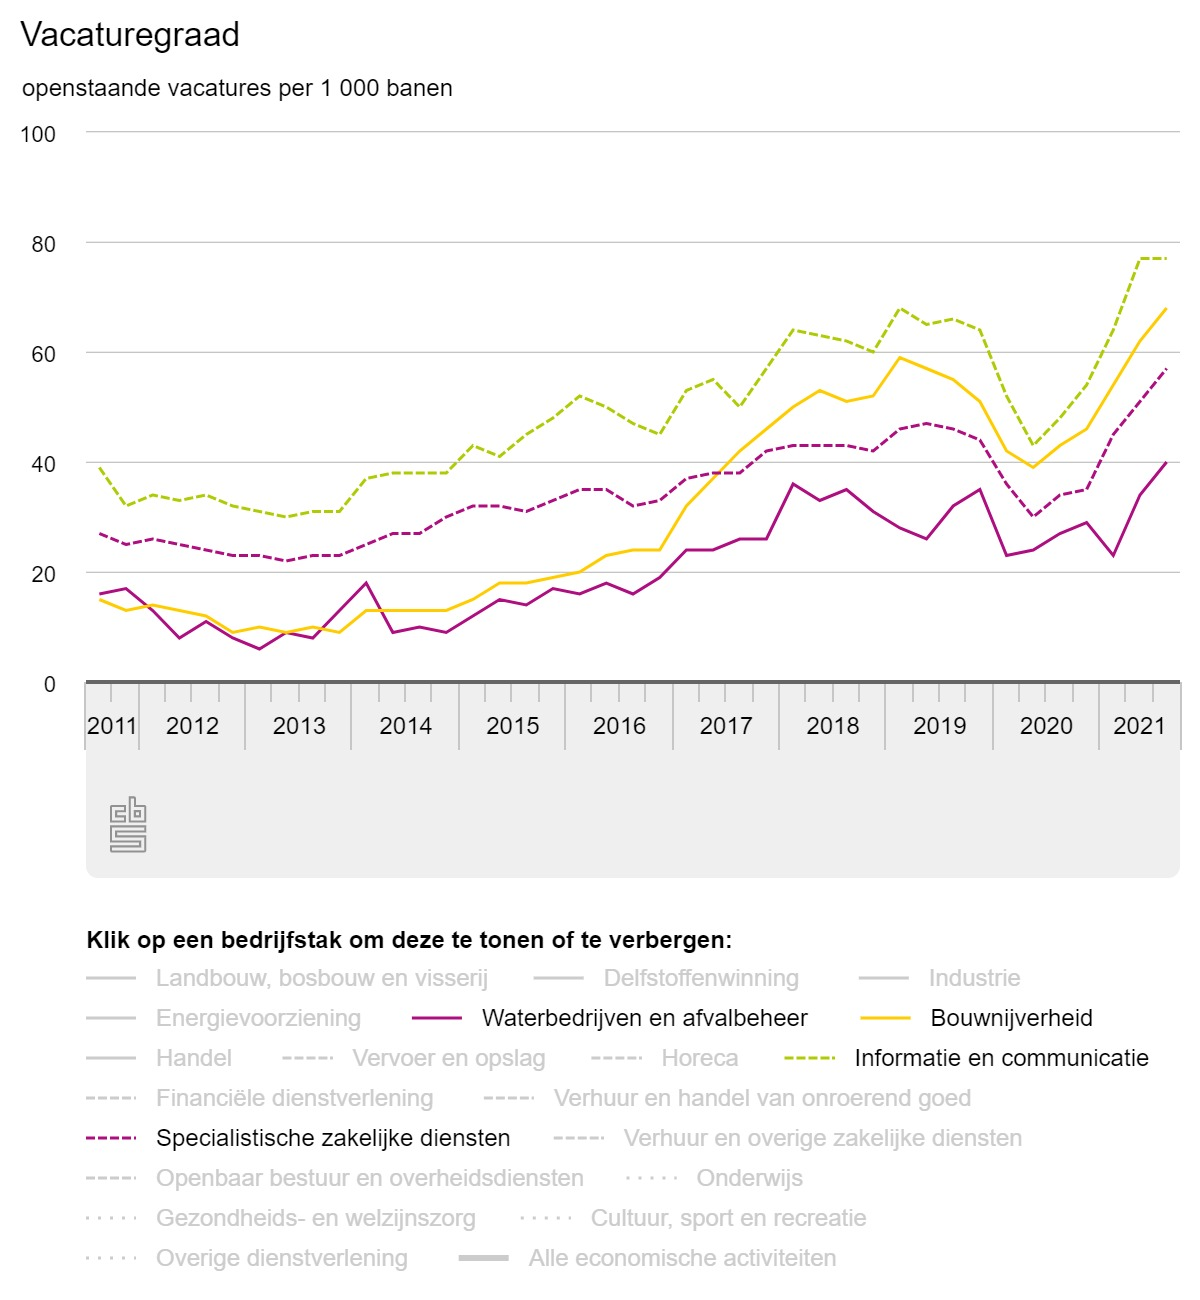 Vacaturegraad
openstaande vacatures per 1 000 banen
100
80
60
40
20
0
2011 2012 2013 2014 2015 2016 2017 2018 2019 2020 2021
cbs
Klik op een bedrijfstak om deze te tonen of te verbergen:
Landbouw, bosbouw en visserij Delfstoffenwinning Industrie
Energievoorziening Waterbedrijven en afvalbeheer Bouwnijverheid
Handel Vervoer en opslag Horeca Informatie en communicatie
Financiële dienstverlening Verhuur en handel van onroerend goed
Specialistische zakelijke diensten Verhuur en overige zakelijke diensten
Openbaar bestuur en overheidsdiensten Onderwijs
Gezondheids- en welzijnszorg Cultuur, sport en recreatie
Overige dienstverlening Alle economische activiteiten